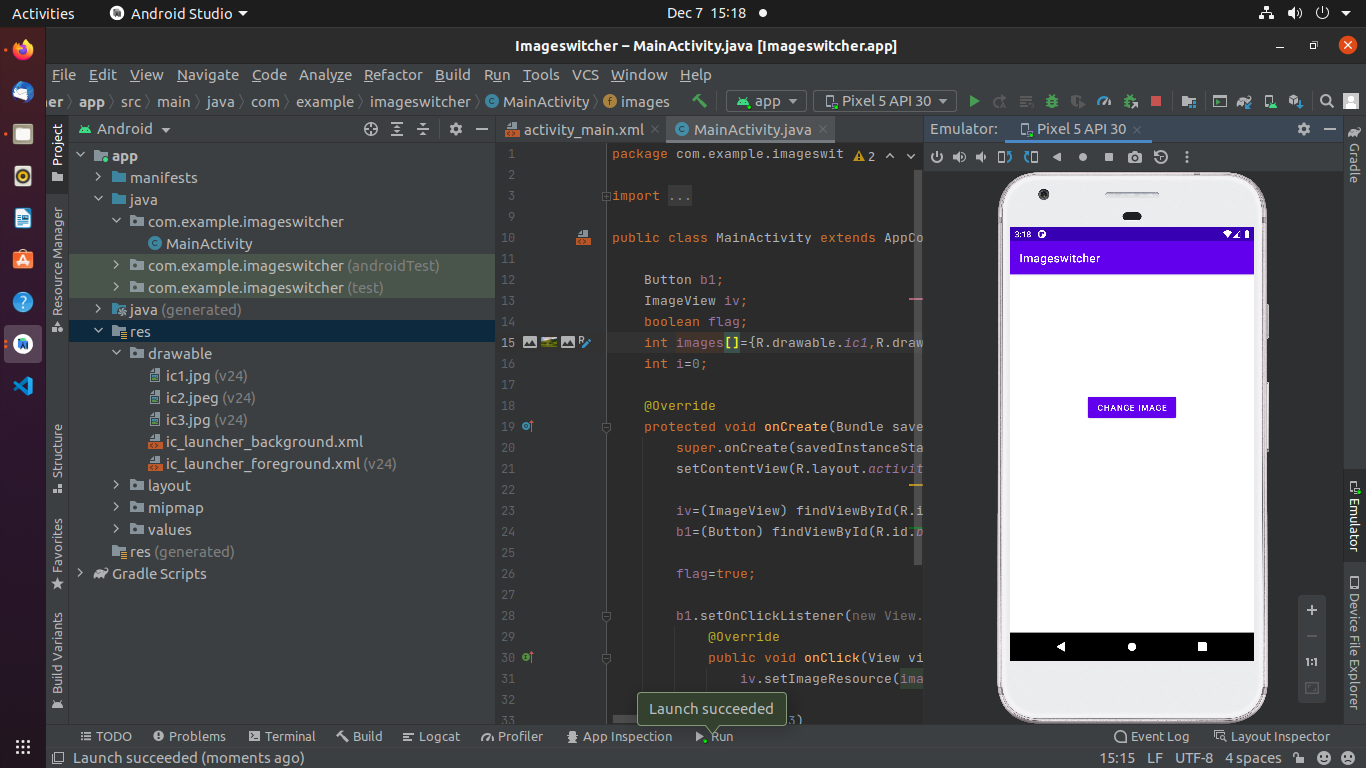 Activities Android Studio Dec 7 15:18
Imageswitcher – MainActivity.java [Imageswitcher.app]
File Edit View Navigate Code Analyze Refactor Build Run Tools VCS Window Help
her app src main java com example imageswitcher MainActivity images app Pixel 5 API 30
Android
activity_main.xml MainActivity.java
Emulator: Pixel 5 API 30
Project
Resource Manager
Structure
Favorites
Build Variants
app
manifests
java
com.example.imageswitcher
MainActivity
com.example.imageswitcher (androidTest)
com.example.imageswitcher (test)
java (generated)
res
drawable
ic1.jpg (v24)
ic2.jpeg (v24)
ic3.jpg (v24)
ic_launcher_background.xml
ic_launcher_foreground.xml (v24)
layout
mipmap
values
res (generated)
Gradle Scripts
1 package com.example.imageswit 2
2
3 import ...
9
10 public class MainActivity extends AppCo
11
12 Button b1;
13 ImageView iv;
14 boolean flag;
15 int images[]={R.drawable.ic1,R.draw
16 int i=0;
17
18 @Override
19 protected void onCreate(Bundle save
20 super.onCreate(savedInstanceSta
21 setContentView(R.layout.activit
22
23 iv=(ImageView) findViewById(R.i
24 b1=(Button) findViewById(R.id.b
25
26 flag=true;
27
28 b1.setOnClickListener(new View.
29 @Override
30 public void onClick(View vi
31 iv.setImageResource(ima
32
33 3)
Launch succeeded
3:18
Imageswitcher
CHANGE IMAGE
1:1
Gradle
Emulator
Device File Explorer
TODO Problems Terminal Build Logcat Profiler App Inspection Run Event Log Layout Inspector
Launch succeeded (moments ago) 15:15 LF UTF-8 4 spaces